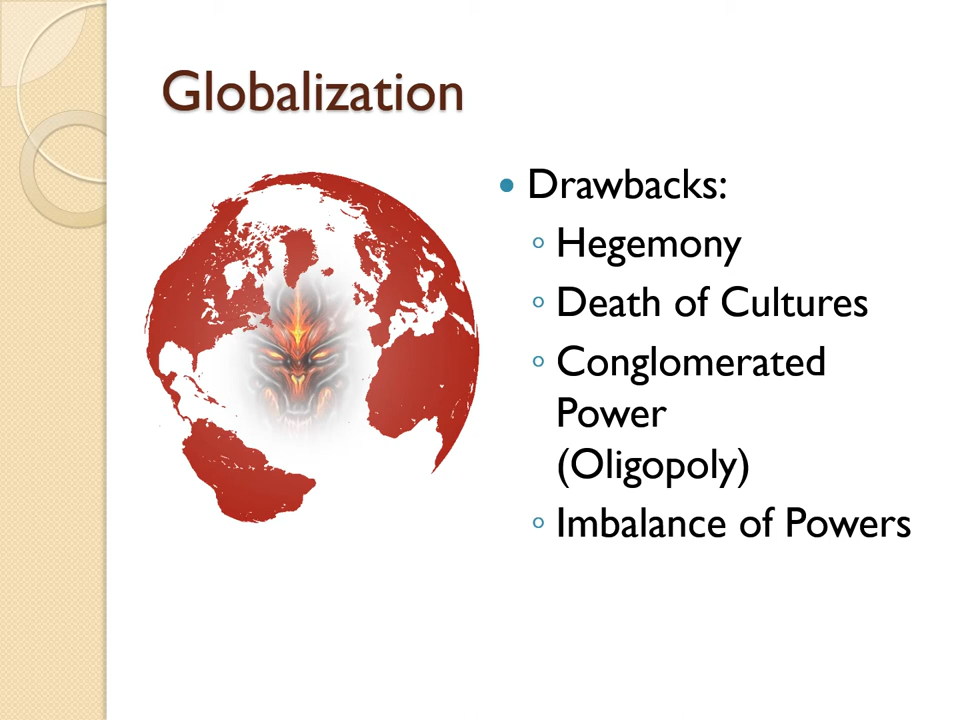 Globalization
Drawbacks:
Hegemony
Death of Cultures
Conglomerated
Power
(Oligopoly)
Imbalance of Powers